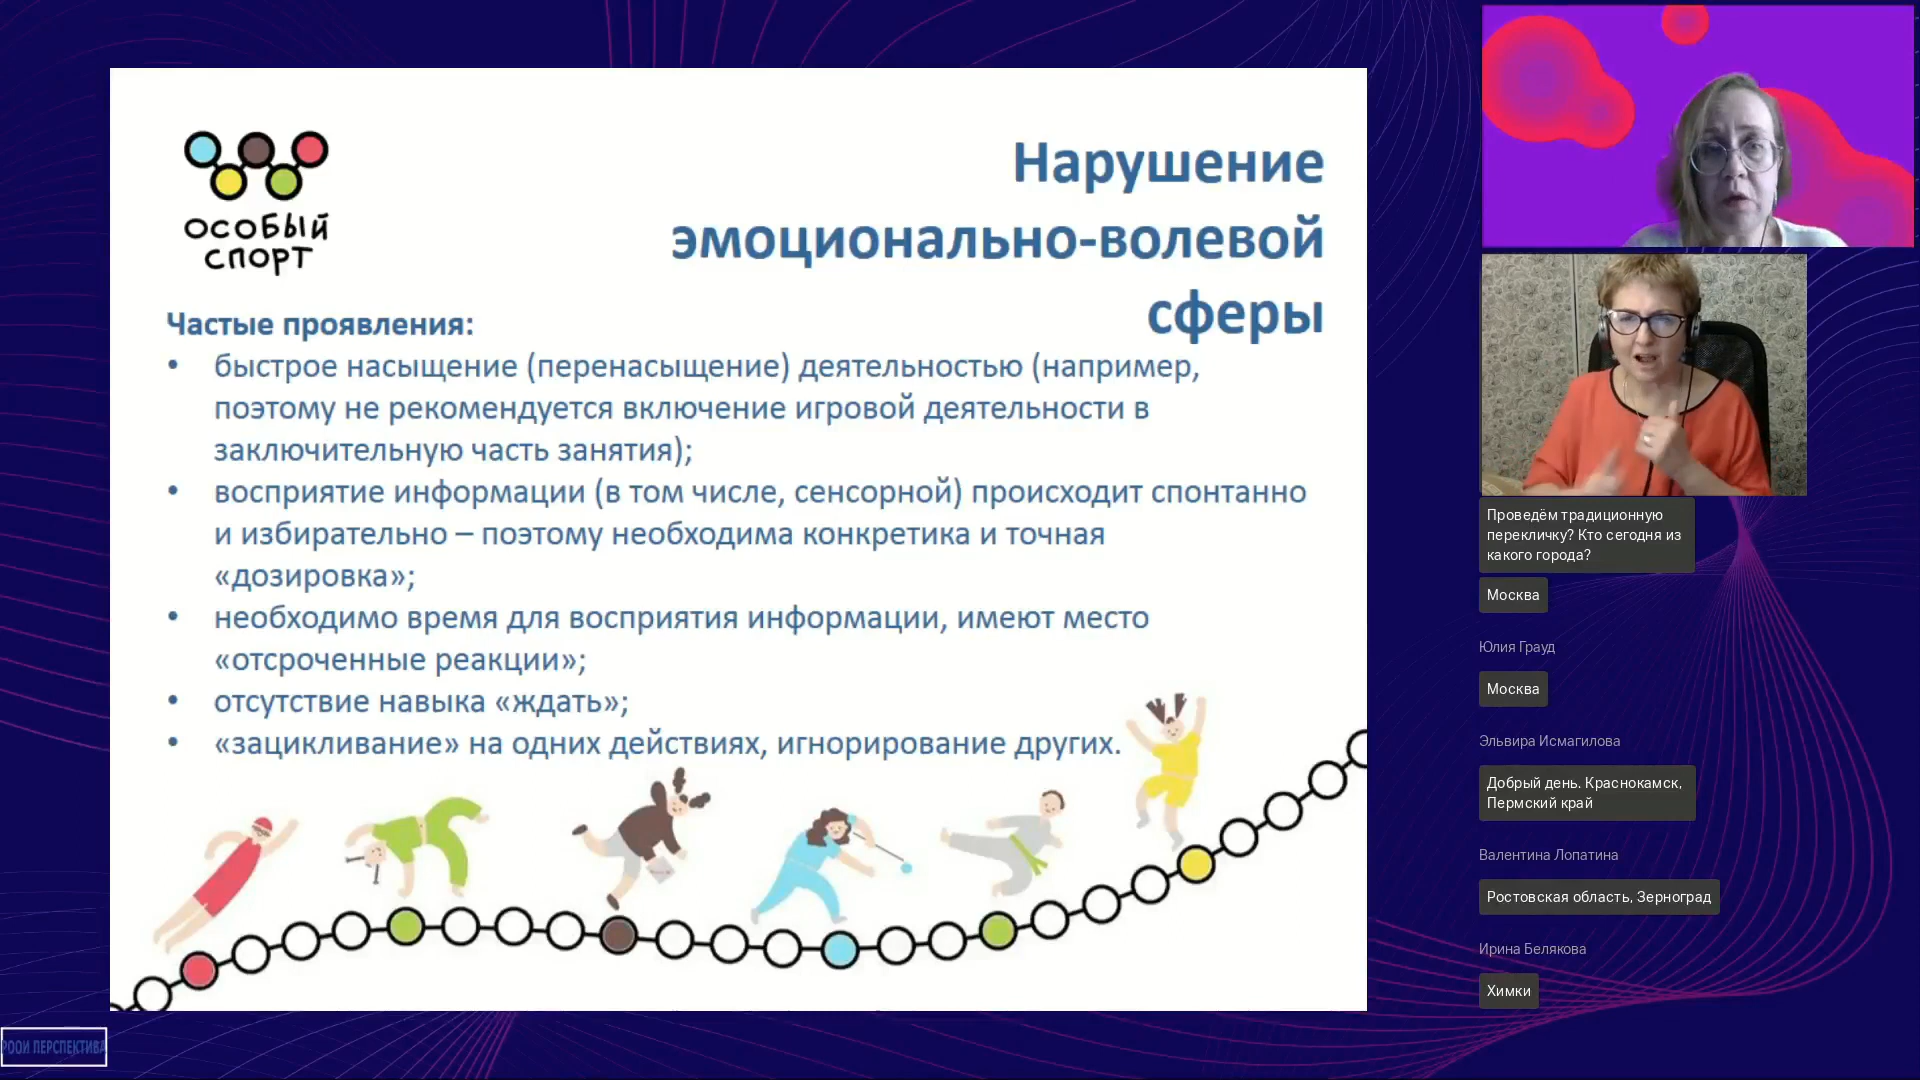 ОСОБЫЙ
СПОРТ
Нарушение
эмоционально-волевой
сферы
Частые проявления:
• быстрое насыщение (перенасыщение) деятельностью (например,
поэтому не рекомендуется включение игровой деятельности в
заключительную часть занятия);
• восприятие информации (в том числе, сенсорной) происходит спонтанно
и избирательно – поэтому необходима конкретика и точная
«дозировка»;
• необходимо время для восприятия информации, имеют место
«отсроченные реакции»;
• отсутствие навыка «ждать»;
• «зацикливание» на одних действиях, игнорирование других.
Проведём традиционную
перекличку? Кто сегодня из
какого города?
Москва
Юлия Грауд
Москва
Эльвира Исмагилова
Добрый день. Краснокамск,
Пермский край
Валентина Лопатина
Ростовская область, Зерноград
Ирина Белякова
Химки
РООИ ПЕРСПЕКТИВА